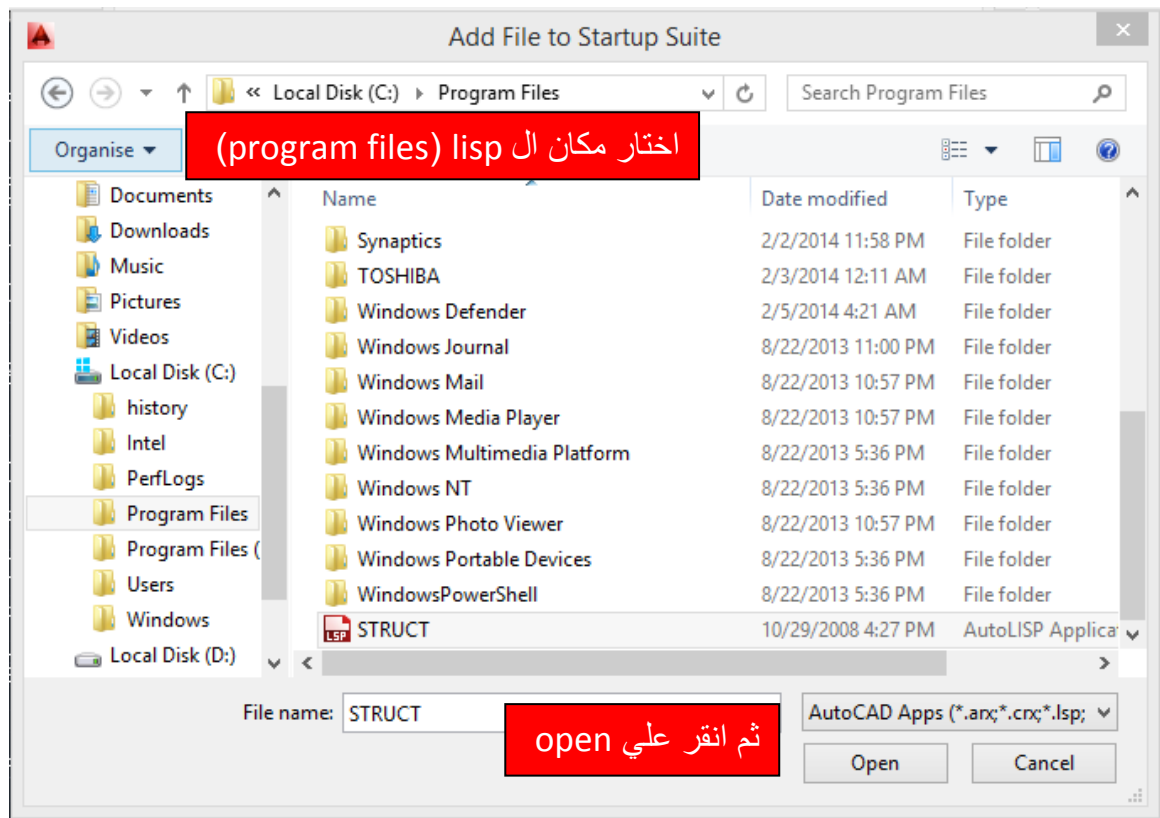 Add File to Startup Suite
« Local Disk (C:) Program Files
Search Program Files
Organise
اختار مكان ال lisp (program files)
Documents
Downloads
Music
Pictures
Videos
Local Disk (C:)
history
Intel
PerfLogs
Program Files
Program Files (
Users
Windows
Local Disk (D:)
Name Date modified Type
Synaptics 2/2/2014 11:58 PM File folder
TOSHIBA 2/3/2014 12:11 AM File folder
Windows Defender 2/5/2014 4:21 AM File folder
Windows Journal 8/22/2013 11:00 PM File folder
Windows Mail 8/22/2013 10:57 PM File folder
Windows Media Player 8/22/2013 10:57 PM File folder
Windows Multimedia Platform 8/22/2013 5:36 PM File folder
Windows NT 8/22/2013 5:36 PM File folder
Windows Photo Viewer 8/22/2013 10:57 PM File folder
Windows Portable Devices 8/22/2013 5:36 PM File folder
WindowsPowerShell 8/22/2013 5:36 PM File folder
LSP STRUCT 10/29/2008 4:27 PM AutoLISP Applica
File name: STRUCT
AutoCAD Apps (*.arx;*.crx;*.lsp;
ثم انقر علي open
Open Cancel